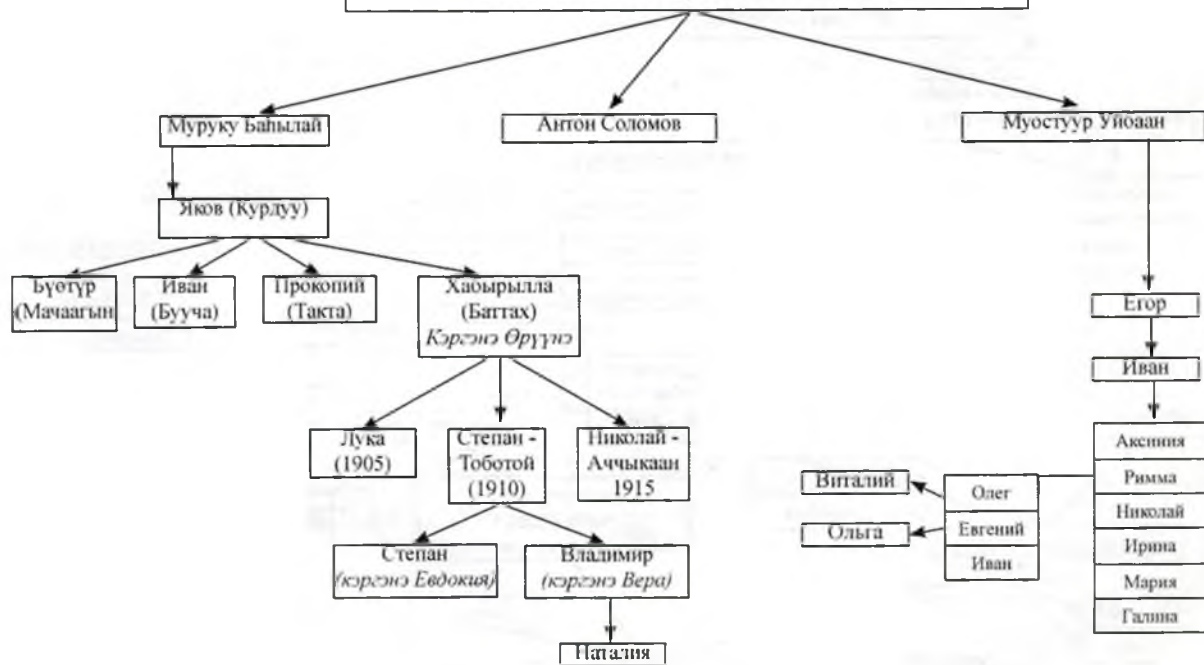 Муруку Баһылай
Антон Соломов
Муостуур Уйбаан
Яков (Курдуу)
Бүөтүр
(Мачаагын
Иван
(Бууча)
Прокопий
(Такта)
Хабырылла
(Баттах)
Кэргэнэ Өрүүнэ
Егор
Иван
Лука
(1905)
Степан -
Тоботой
(1910)
Николай -
Аччыкаан
1915
Аксиния
Римма
Николай
Ирина
Мария
Галина
Виталий
Ольга
Олег
Евгений
Иван
Степан
(кэргэнэ Евдокия)
Владимир
(кэргэнэ Вера)
Наталия